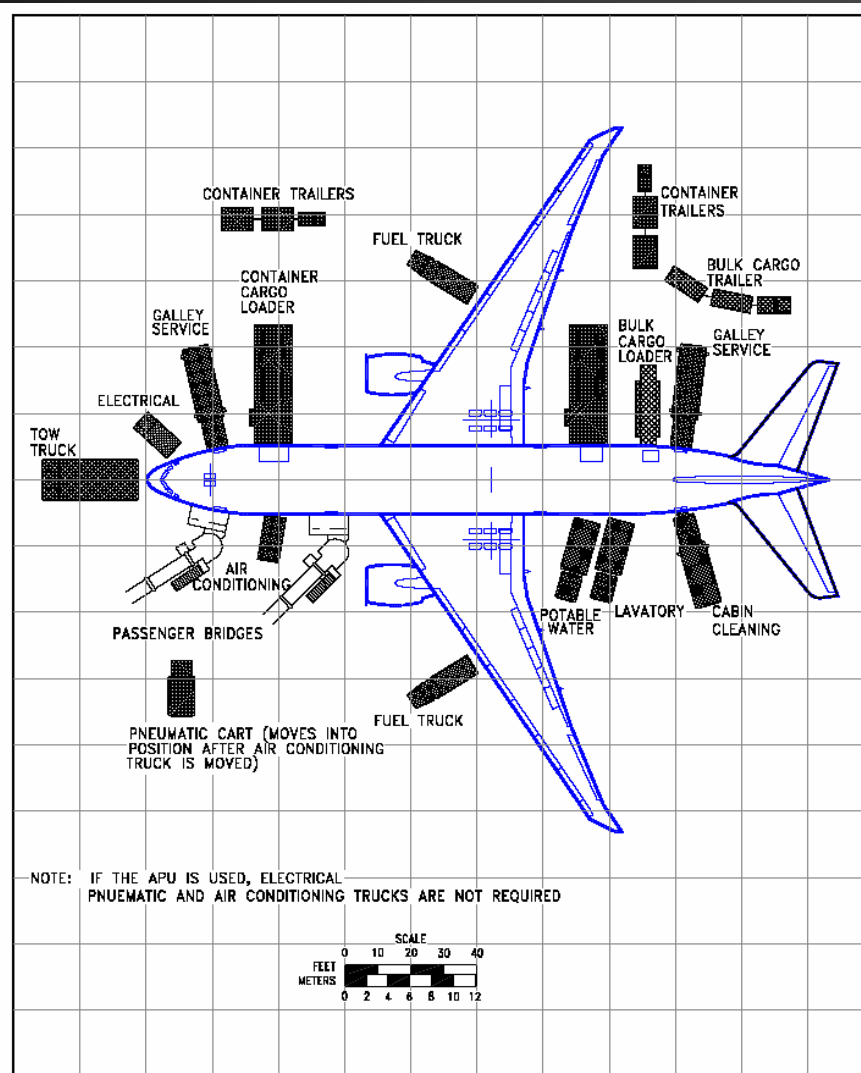 CONTAINER TRAILERS
CONTAINER
TRAILERS
FUEL TRUCK
BULK CARGO
TRAILER
CONTAINER
CARGO
LOADER
GALLEY
SERVICE
BULK
CARGO
LOADER
GALLEY
SERVICE
ELECTRICAL
TOW
TRUCK
AIR
CONDITIONING
POTABLE
WATER
LAVATORY
CABIN
CLEANING
PASSENGER BRIDGES
FUEL TRUCK
PNEUMATIC CART (MOVES INTO
POSITION AFTER AIR CONDITIONING
TRUCK IS MOVED)
NOTE: IF THE APU IS USED, ELECTRICAL
PNUEMATIC AND AIR CONDITIONING TRUCKS ARE NOT REQUIRED
SCALE
0 10 20 30 40
FEET
METERS
0 2 4 6 8 10 12